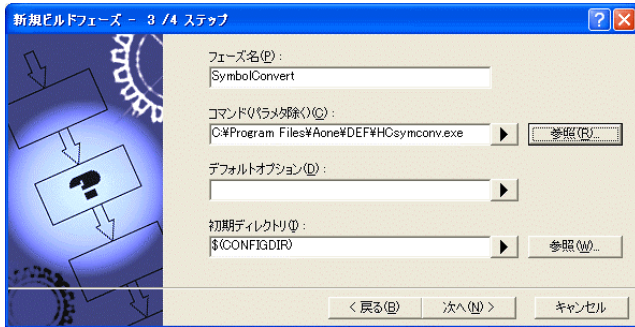 新規ビルドフェーズ - 3 /4 ステップ
フェーズ名(P) :
SymbolConvert
コマンド(パラメタ除く)(C) :
C:¥Program Files¥Aone¥DEF¥HCsymconv.exe
参照(R)...
デフォルトオプション(D) :
初期ディレクトリ(I) :
$(CONFIGDIR)
参照(W)...
< 戻る(B)
次へ(N) >
キャンセル